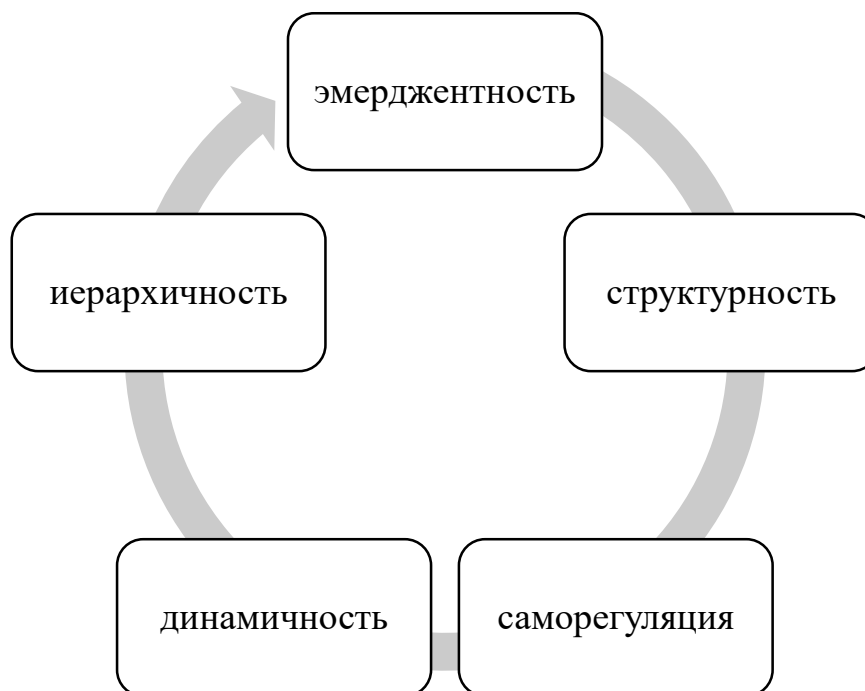 эмерджентность
структурность
саморегуляция
динамичность
иерархичность